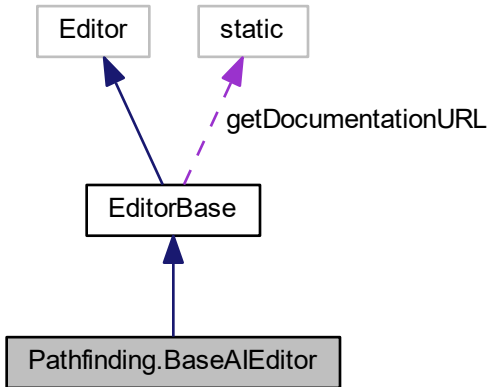 Editor
static
getDocumentationURL
EditorBase
Pathfinding.BaseAIEditor